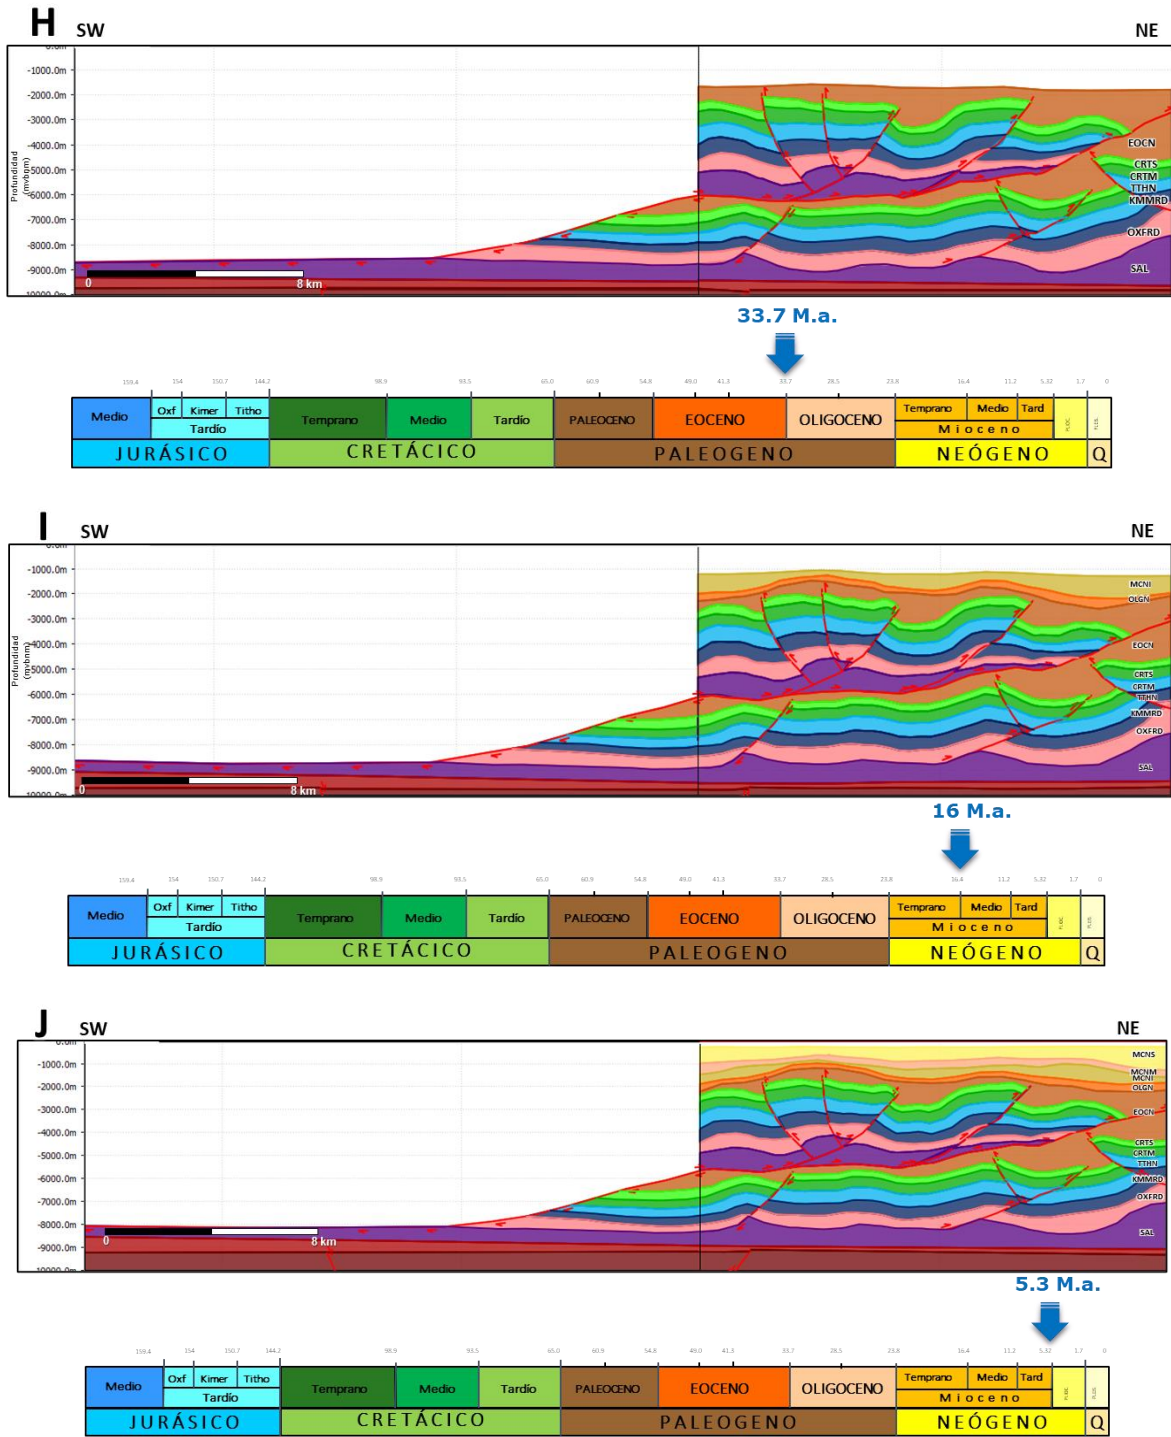 H SW NE
0.0m
-1000.0m
-2000.0m
-3000.0m
-4000.0m
-5000.0m
-6000.0m
-7000.0m
-8000.0m
-9000.0m
10000.0m
Profundidad
(mvbnm)
EOCN
CRTS
CRTM
TTHN
KMMRD
OXFRD
SAL
0 8 km
33.7 M.a.
159.4 154 150.7 144.2 98.9 93.5 65.0 60.9 54.8 49.0 41.3 33.7 28.5 23.8 16.4 11.2 5.32 1.7 0
Medio Oxf Kimer Titho Temprano Medio Tardío PALEOCENO EOCENO OLIGOCENO Temprano Medio Tard PLIOC. PLEIS.
Tardío Mioceno
JURÁSICO CRETÁCICO PALEOGENO NEÓGENO Q
I SW NE
0.0m
-1000.0m
-2000.0m
-3000.0m
-4000.0m
-5000.0m
-6000.0m
-7000.0m
-8000.0m
-9000.0m
10000.0m
Profundidad
(mvbnm)
MCNI
OLGN
EOCN
CRTS
CRTM
TTHN
KMMRD
OXFRD
SAL
0 8 km
16 M.a.
159.4 154 150.7 144.2 98.9 93.5 65.0 60.9 54.8 49.0 41.3 33.7 28.5 23.8 16.4 11.2 5.32 1.7 0
Medio Oxf Kimer Titho Temprano Medio Tardío PALEOCENO EOCENO OLIGOCENO Temprano Medio Tard
Tardío Mioceno
JURÁSICO CRETÁCICO PALEOGENO NEÓGENO Q
J SW NE
0.0m
-1000.0m
-2000.0m
-3000.0m
-4000.0m
-5000.0m
-6000.0m
-7000.0m
-8000.0m
-9000.0m
10000.0m
MCNS
MCNM
MCNI
OLGN
EOCN
CRTS
CRTM
TTHN
KMMRD
OXFRD
SAL
0 8 km
5.3 M.a.
159.4 154 150.7 144.2 98.9 93.5 65.0 60.9 54.8 49.0 41.3 33.7 28.5 23.8 16.4 11.2 5.32 1.7 0
Medio Oxf Kimer Titho Temprano Medio Tardío PALEOCENO EOCENO OLIGOCENO Temprano Medio Tard
Tardío Mioceno
JURÁSICO CRETÁCICO PALEOGENO NEÓGENO Q